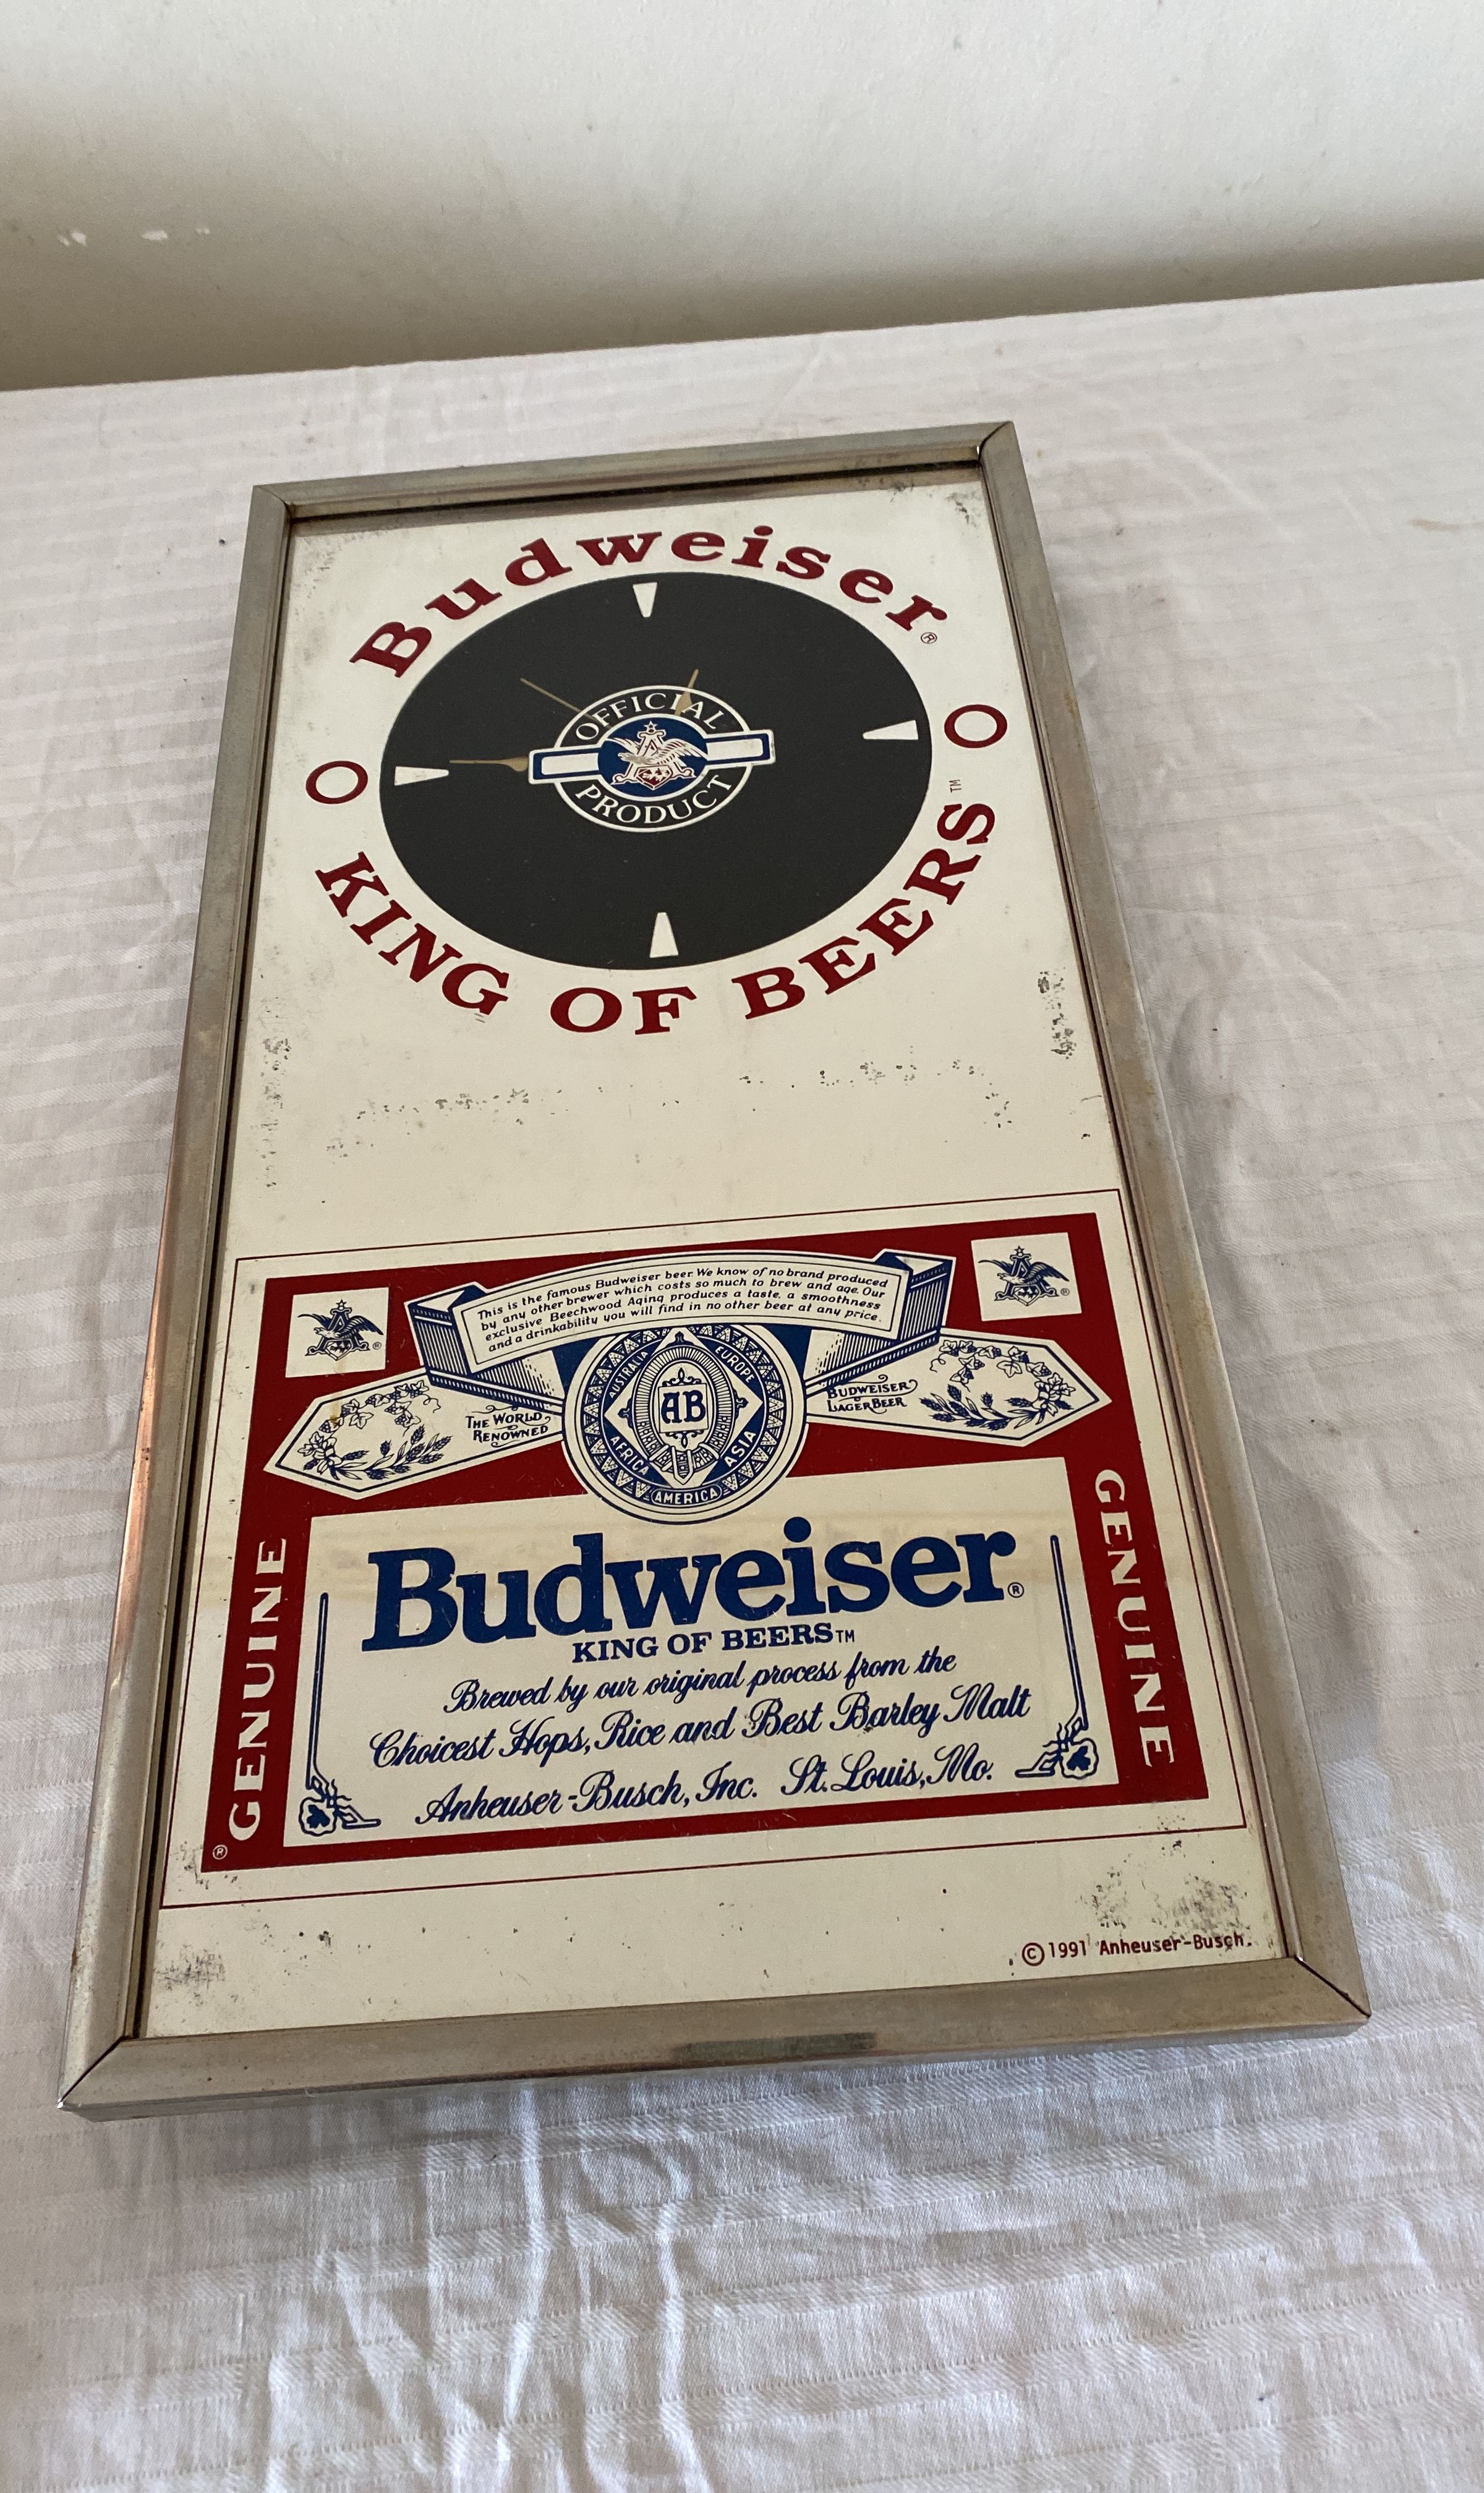 Budweiser®
OFFICIAL
PRODUCT
O KING OF BEERS™ O
This is the famous Budweiser beer. We know of no brand produced
by any other brewer which costs so much to brew and age. Our
exclusive Beechwood Aging produces a taste, a smoothness
and a drinkability you will find in no other beer at any price.
®
®
AUSTRALIA
EUROPE
AB
AFRICA
ASIA
AMERICA
THE WORLD
RENOWNED
BUDWEISER
LAGER BEER
GENUINE
®
GENUINE
Budweiser®
KING OF BEERS™
Brewed by our original process from the
Choicest Hops, Rice and Best Barley Malt
Anheuser-Busch, Inc. St. Louis, Mo.
© 1991 Anheuser-Busch.